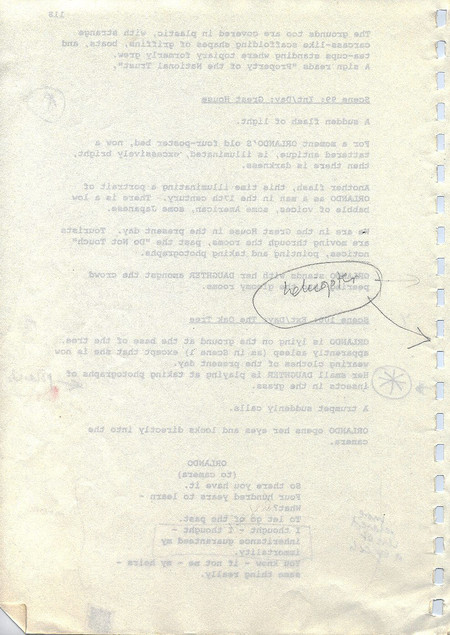 118
The grounds too are covered in plastic, with strange
carcass-like scaffolding shapes of griffins, boats, and
tea-cups standing where topiary formerly grew.
A sign reads "Property of the National Trust".
Scene 99: Int/Day: Great House
A sudden flash of light.
For a moment ORLANDO'S old four-poster bed, now a
tattered antique, is illuminated, excessively bright,
then there is darkness.
Another flash, this time illuminating a portrait of
ORLANDO as a man in the 17th century. There is a low
babble of voices, some American, some Japanese.
We are in the Great House in the present day. Tourists
are moving through the rooms, past the "Do Not Touch"
notices, pointing and taking photographs.
ORLANDO stands with her DAUGHTER amongst the crowd
gloomy rooms.
helicopter
Scene 100: Ext/Day: The Oak Tree
ORLANDO is lying on the ground at the base of the tree,
apparently asleep (as in Scene 1) except that she is now
wearing clothes of the present day.
Her small DAUGHTER is playing at taking photographs of
insects in the grass.
A trumpet suddenly calls.
ORLANDO opens her eyes and looks directly into the
camera.
ORLANDO
(to camera)
So there you have it.
Four hundred years to learn -
What?
To let go of the past.
I thought - I thought -
inheritance guaranteed my
immortality.
You know - if not me - my heirs -
same thing really.